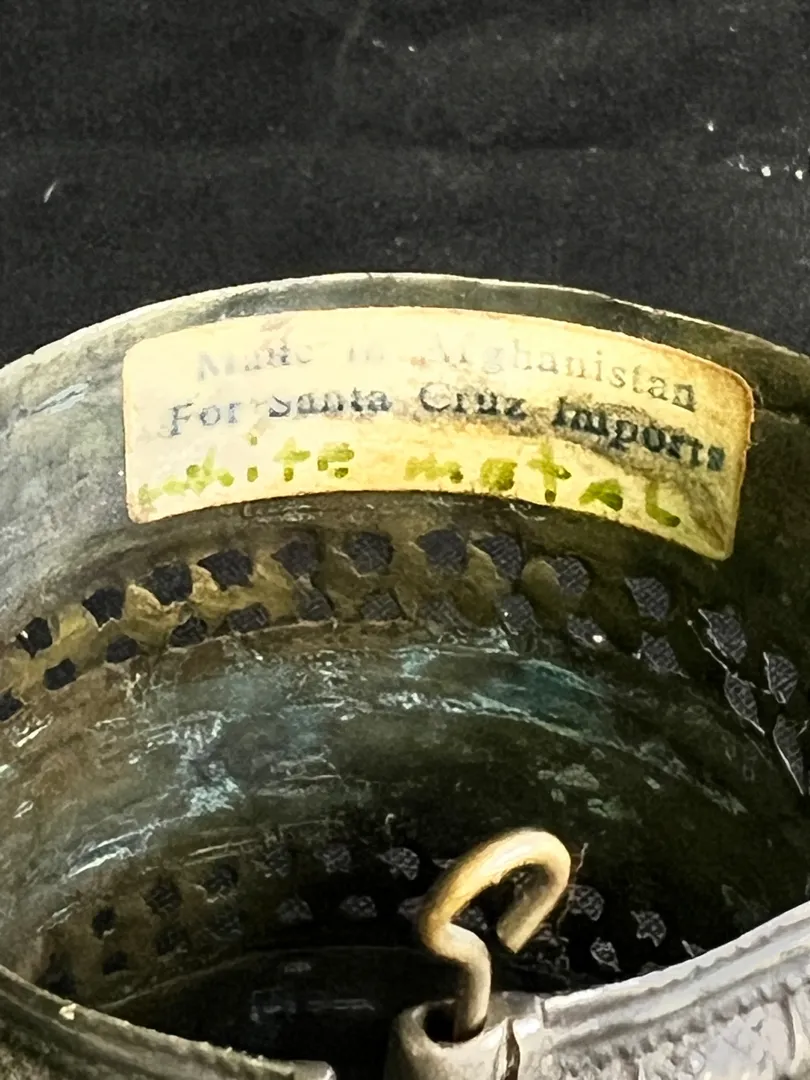 Made in Afghanistan
For Santa Cruz Imports
white metal